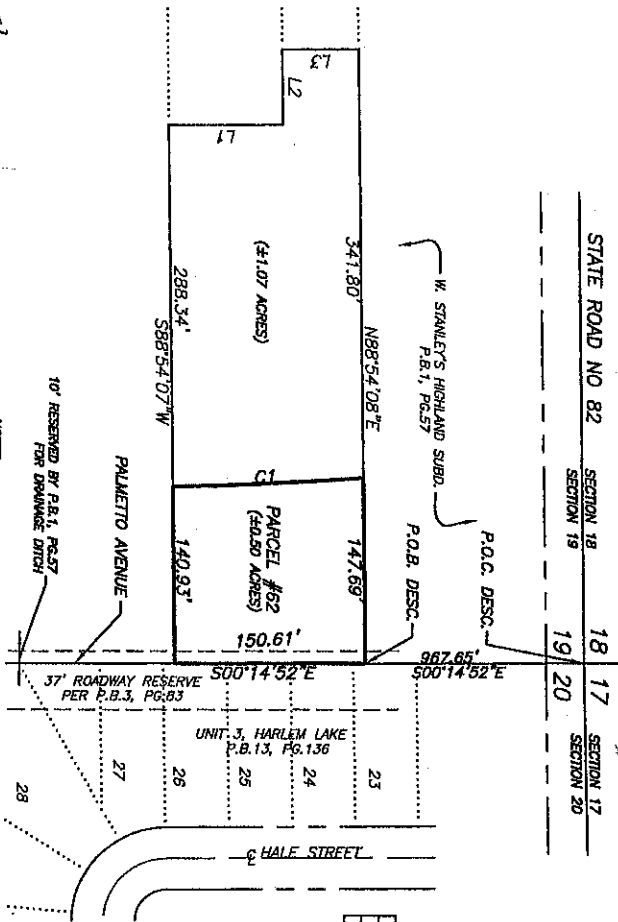 STATE ROAD NO 82
SECTION 18
SECTION 19
18
17
19
20
SECTION 17
SECTION 20
P.O.C. DESC.
W. STANLEY'S HIGHLAND SUBD.
P.B.1, PG.57
P.O.B. DESC.
967.65'
S00°14'52"E
L3
L2
L1
341.80'
N88°54'08"E
147.69'
(±1.07 ACRES)
C1
PARCEL #62
(±0.50 ACRES)
150.61'
S00°14'52"E
288.34'
S88°54'07"W
140.93'
PALMETTO AVENUE
10' RESERVED BY P.B.1, PG.57
FOR DRAINAGE DITCH
37' ROADWAY RESERVE
PER P.B.3, PG.83
UNIT 3, HARLEM LAKE
P.B.13, PG.136
23
24
25
26
27
28
℄ HALE STREET